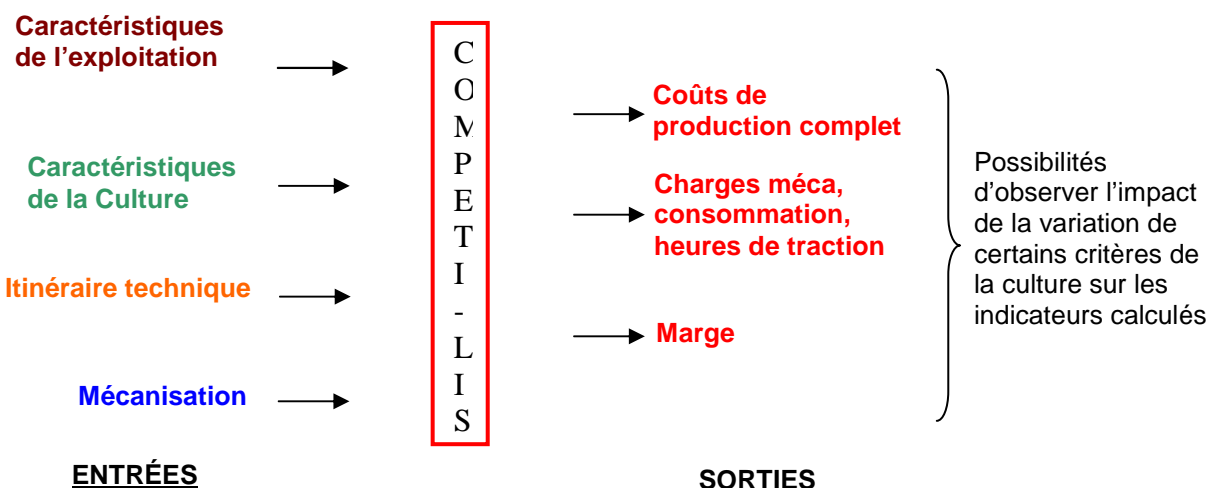 Caractéristiques
de l’exploitation
Caractéristiques
de la Culture
Itinéraire technique
Mécanisation
ENTRÉES
C
O
M
P
E
T
I
-
L
I
S
Coûts de
production complet
Charges méca,
consommation,
heures de traction
Marge
SORTIES
Possibilités
d’observer l’impact
de la variation de
certains critères de
la culture sur les
indicateurs calculés